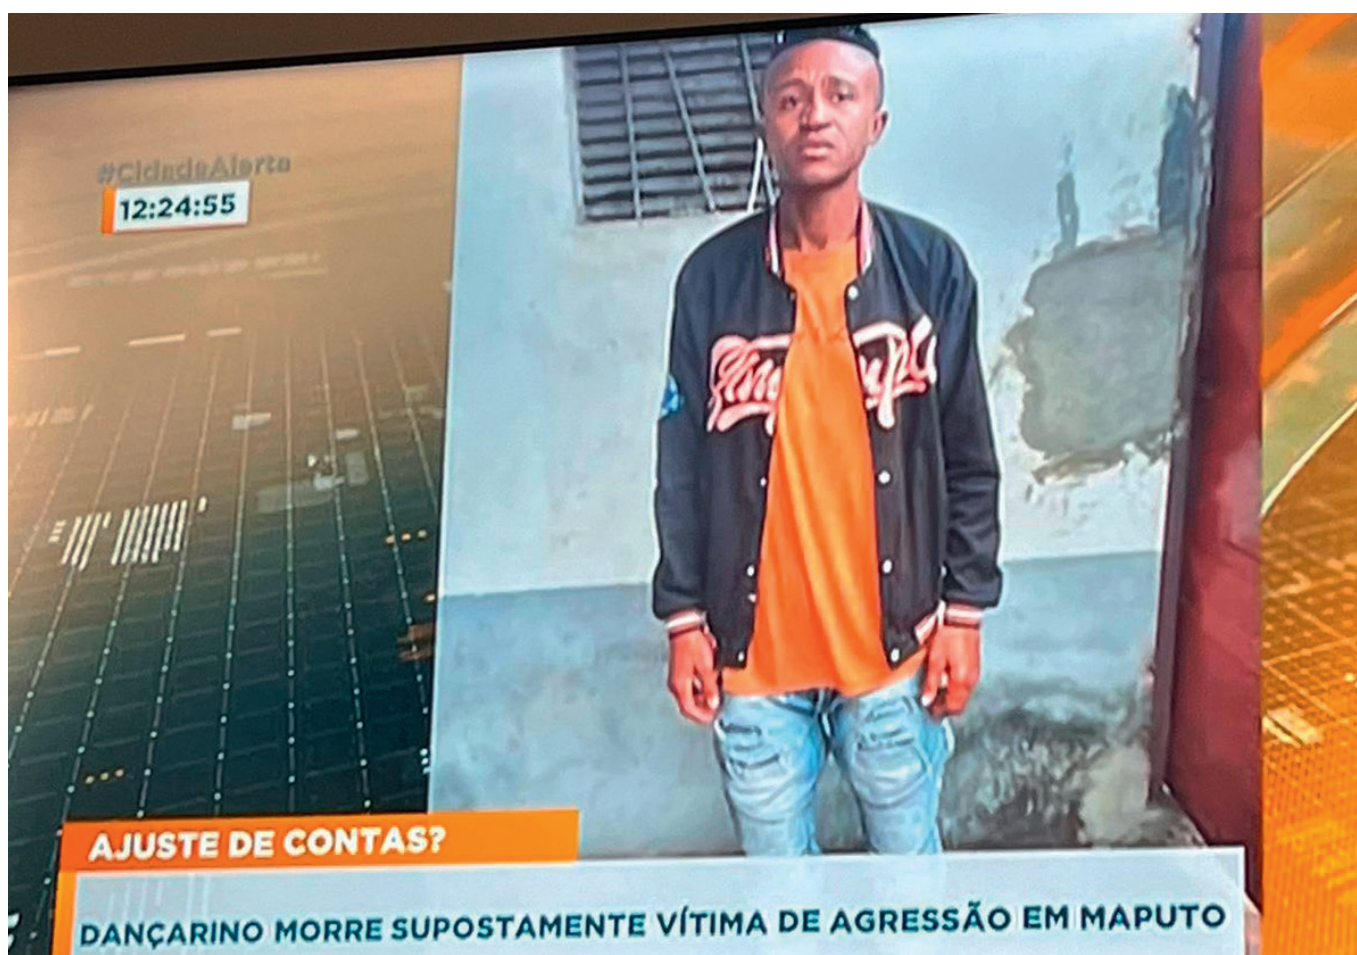 #CidadeAlerta
12:24:55
AJUSTE DE CONTAS?
DANÇARINO MORRE SUPOSTAMENTE VÍTIMA DE AGRESSÃO EM MAPUTO